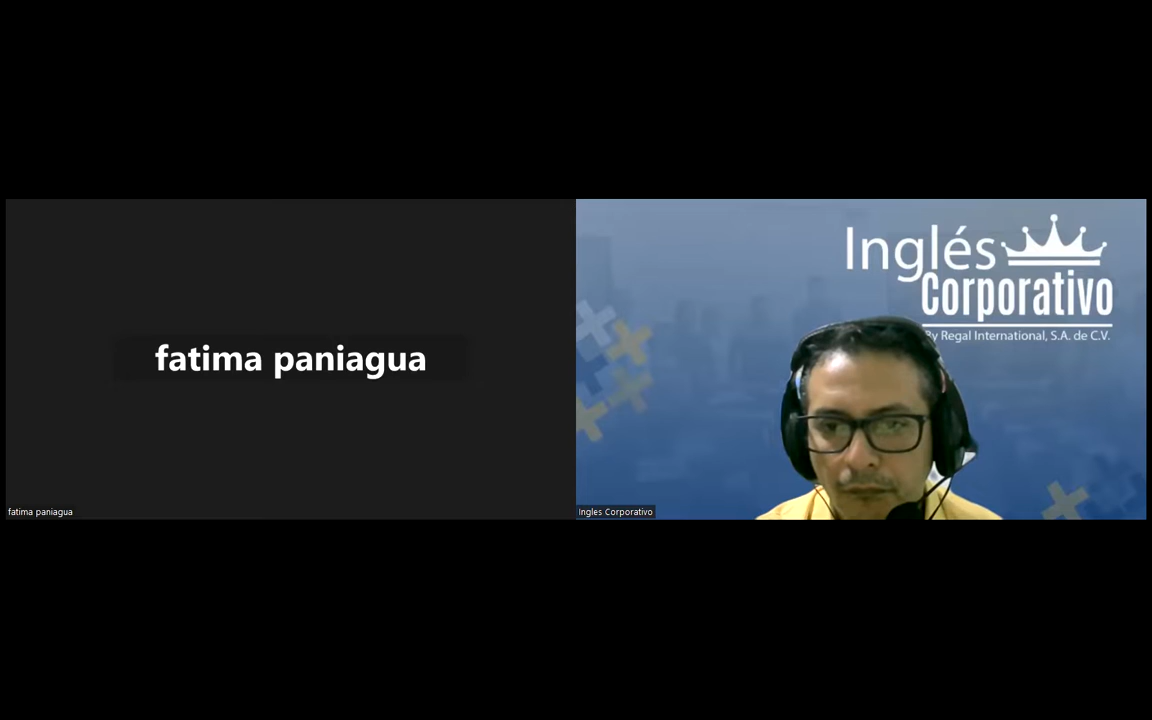 fatima paniagua
fatima paniagua
Inglés
Corporativo
By Regal International, S.A. de C.V.
Ingles Corporativo